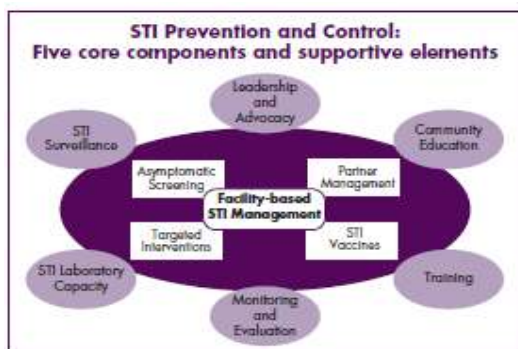 STI Prevention and Control:
Five core components and supportive elements
Leadership
and
Advocacy
STI
Surveillance
Community
Education
Asymptomatic
Screening
Partner
Management
Facility-based
STI Management
Targeted
Interventions
STI
Vaccines
STI Laboratory
Capacity
Training
Monitoring
and
Evaluation